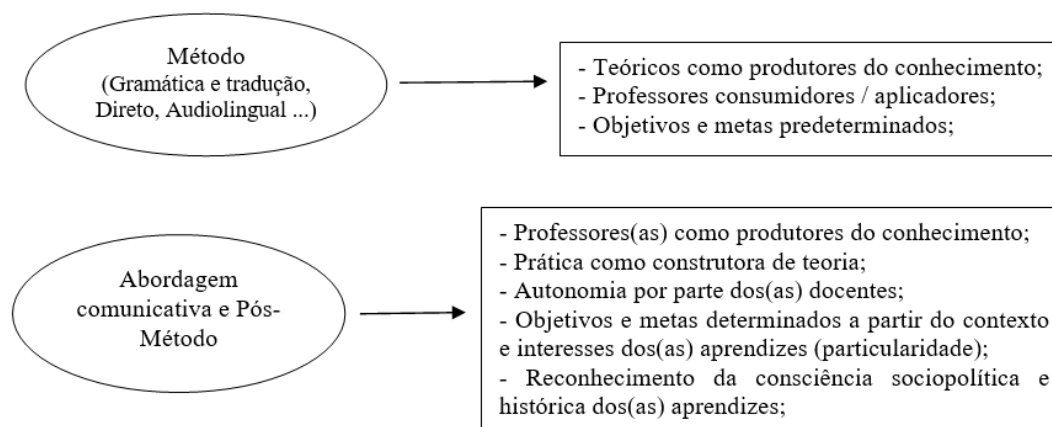 Método
(Gramática e tradução,
Direto, Audiolingual ...)
- Teóricos como produtores do conhecimento;
- Professores consumidores / aplicadores;
- Objetivos e metas predeterminados;
Abordagem
comunicativa e Pós-
Método
- Professores(as) como produtores do conhecimento;
- Prática como construtora de teoria;
- Autonomia por parte dos(as) docentes;
- Objetivos e metas determinados a partir do contexto
e interesses dos(as) aprendizes (particularidade);
- Reconhecimento da consciência sociopolítica e
histórica dos(as) aprendizes;